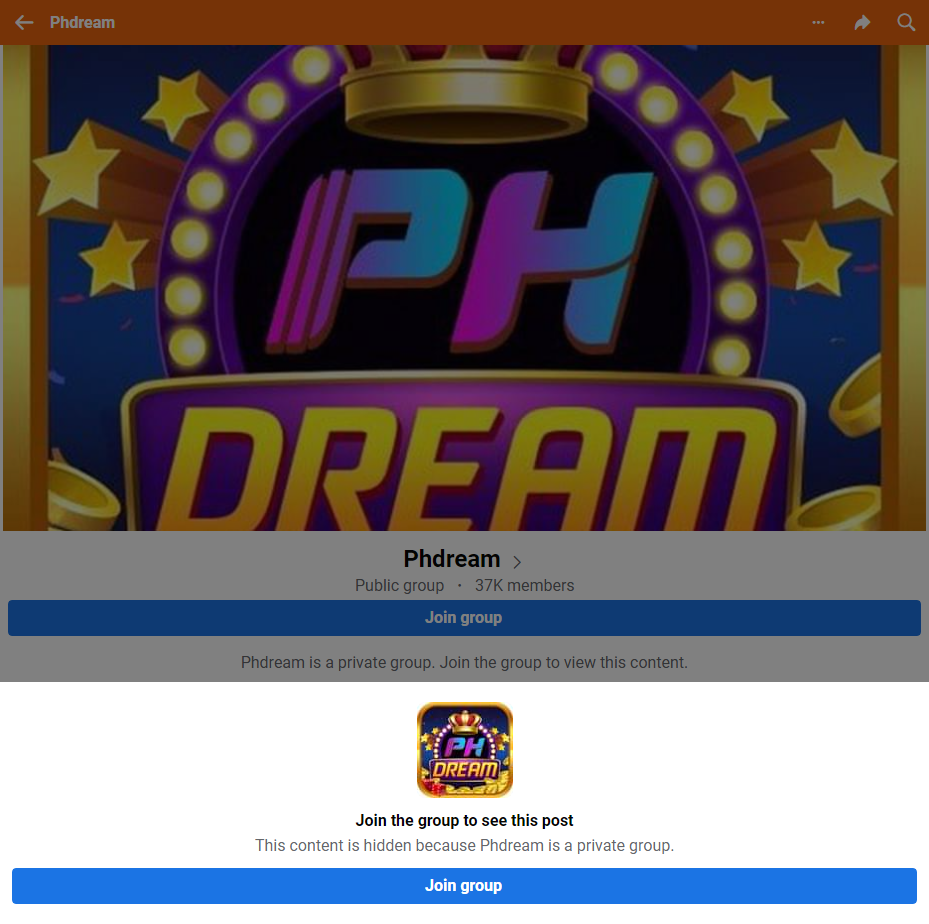 Phdream
PH
DREAM
Phdream
Public group · 37K members
Join group
Phdream is a private group. Join the group to view this content.
PH
DREAM
Join the group to see this post
This content is hidden because Phdream is a private group.
Join group